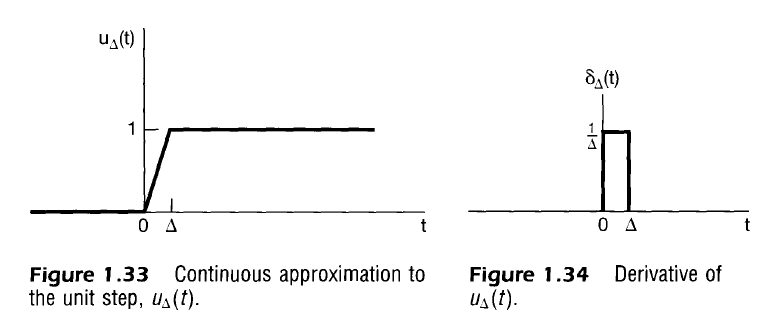 u_Δ(t)
1
0 Δ t
Figure 1.33 Continuous approximation to
the unit step, u_Δ(t).
δ_Δ(t)
1/Δ
0 Δ t
Figure 1.34 Derivative of
u_Δ(t).